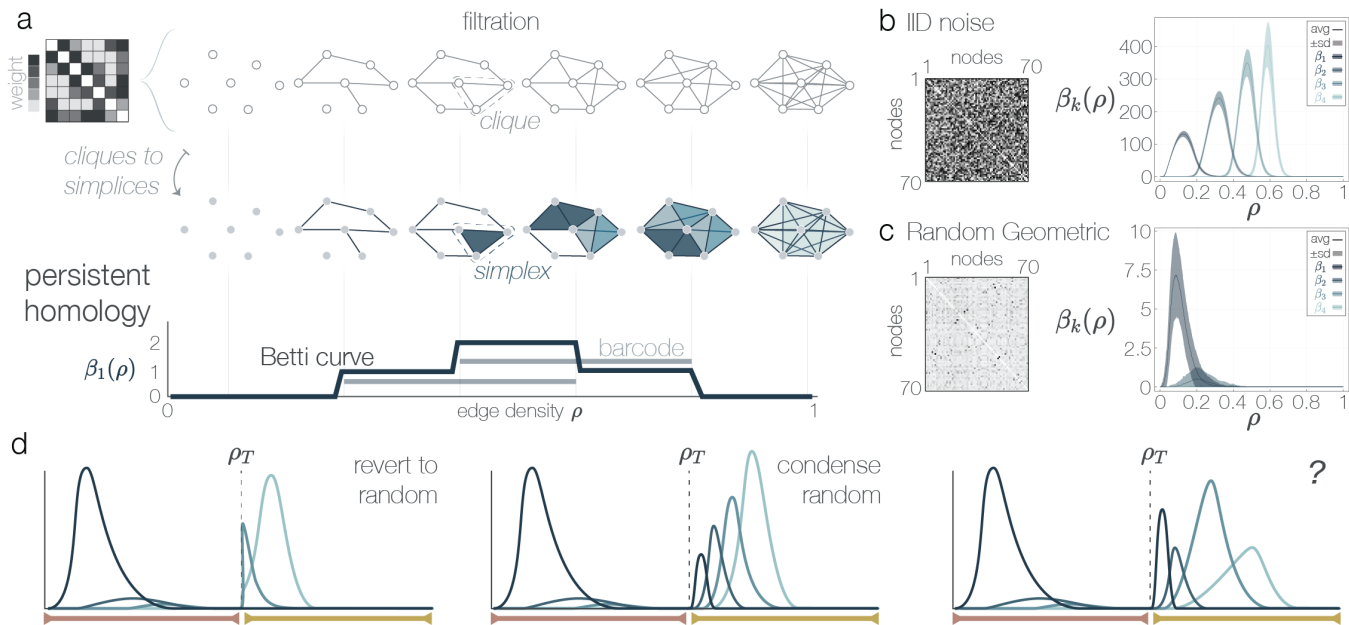 a
filtration
weight
clique
cliques to
simplices
simplex
persistent
homology
2
1
0
β₁(ρ)
Betti curve
barcode
0
edge density ρ
1
b IID noise
nodes
1 70
nodes
70
βₖ(ρ)
400
300
200
100
0
avg
±sd
β₁
β₂
β₃
β₄
0 0.2 0.4 0.6 0.8 1
ρ
c Random Geometric
nodes
1 70
nodes
70
βₖ(ρ)
10
7.5
5
2.5
0
avg
±sd
β₁
β₂
β₃
β₄
0 0.2 0.4 0.6 0.8 1
ρ
d
ρT
revert to
random
ρT
condense
random
ρT
?